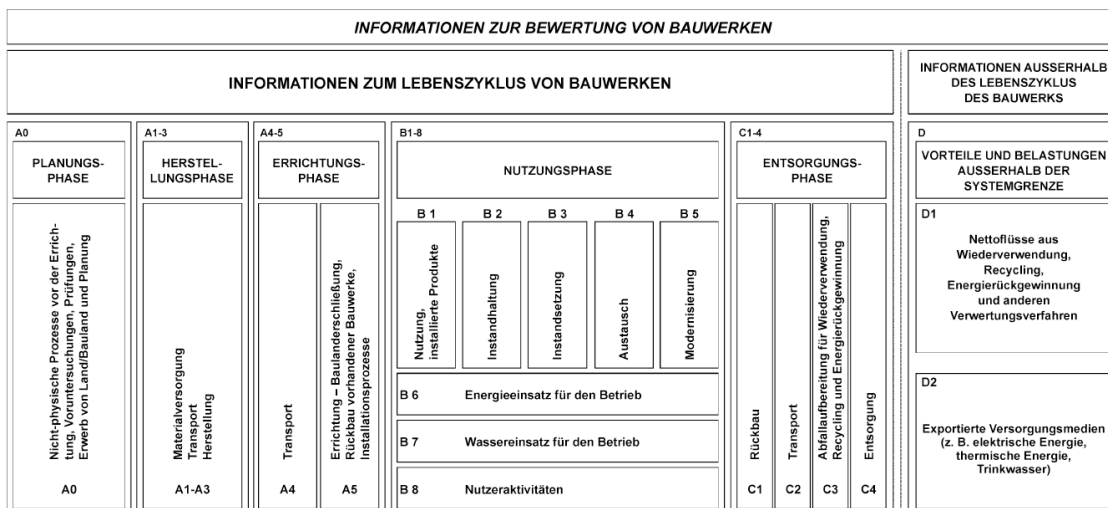 INFORMATIONEN ZUR BEWERTUNG VON BAUWERKEN
INFORMATIONEN ZUM LEBENSZYKLUS VON BAUWERKEN
INFORMATIONEN AUSSERHALB
DES LEBENSZYKLUS
DES BAUWERKS
A0
PLANUNGS-
PHASE
Nicht-physische Prozesse vor der Errich-
tung, Voruntersuchungen, Prüfungen,
Erwerb von Land/Bauland und Planung
A0
A1-3
HERSTEL-
LUNGSPHASE
Materialversorgung
Transport
Herstellung
A1-A3
A4-5
ERRICHTUNGS-
PHASE
Transport
A4
Errichtung – Baulanderschließung,
Rückbau vorhandener Bauwerke,
Installationsprozesse
A5
B1-8
NUTZUNGSPHASE
B 1
Nutzung,
installierte Produkte
B 2
Instandhaltung
B 3
Instandsetzung
B 4
Austausch
B 5
Modernisierung
B 6 Energieeinsatz für den Betrieb
B 7 Wassereinsatz für den Betrieb
B 8 Nutzeraktivitäten
C1-4
ENTSORGUNGS-
PHASE
Rückbau
C1
Transport
C2
Abfallaufbereitung für Wiederverwendung,
Recycling und Energierückgewinnung
C3
Entsorgung
C4
D
VORTEILE UND BELASTUNGEN
AUSSERHALB DER
SYSTEMGRENZE
D1
Nettoflüsse aus
Wiederverwendung,
Recycling,
Energierückgewinnung
und anderen
Verwertungsverfahren
D2
Exportierte Versorgungsmedien
(z. B. elektrische Energie,
thermische Energie,
Trinkwasser)